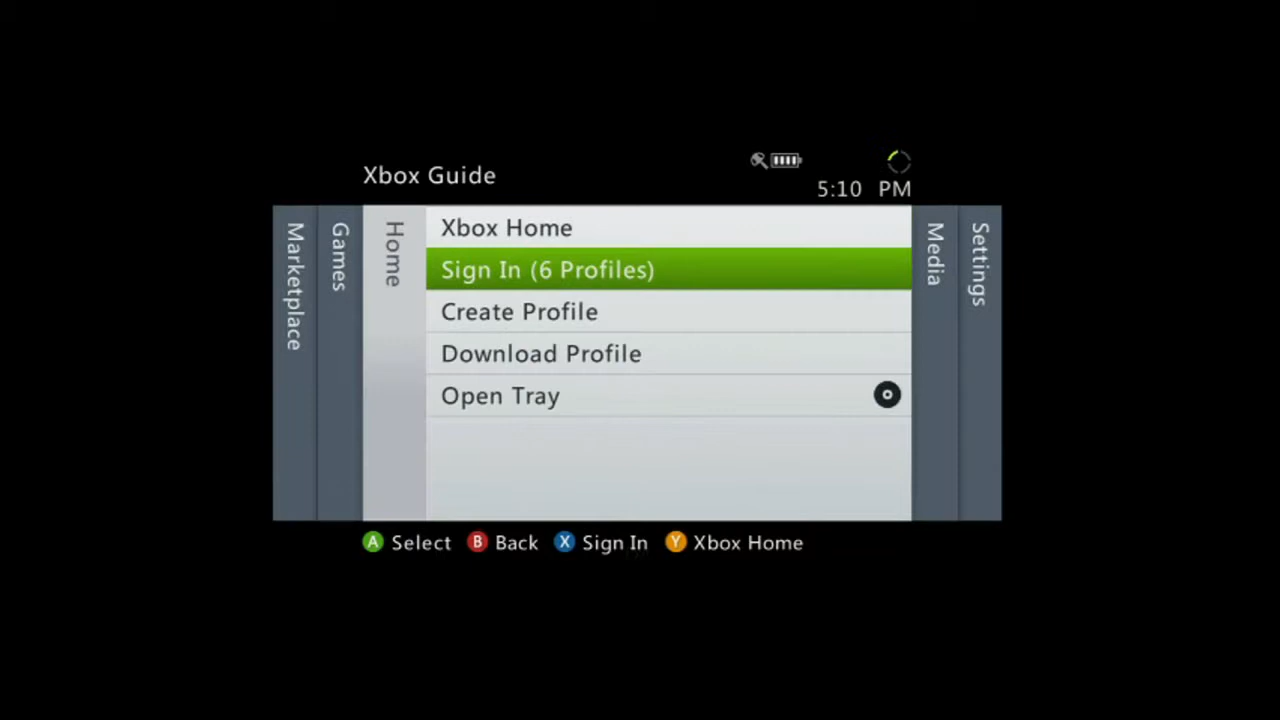 Xbox Guide
5:10 PM
Marketplace
Games
Home
Xbox Home
Sign In (6 Profiles)
Create Profile
Download Profile
Open Tray
Media
Settings
A Select B Back X Sign In Y Xbox Home